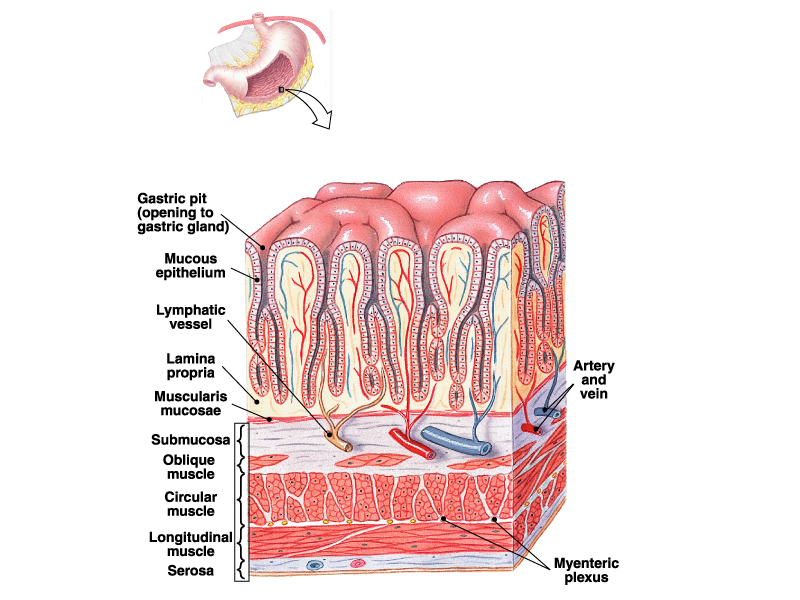 Gastric pit
(opening to
gastric gland)
Mucous
epithelium
Lymphatic
vessel
Lamina
propria
Muscularis
mucosae
Submucosa
Oblique
muscle
Circular
muscle
Longitudinal
muscle
Serosa
Artery
and
vein
Myenteric
plexus